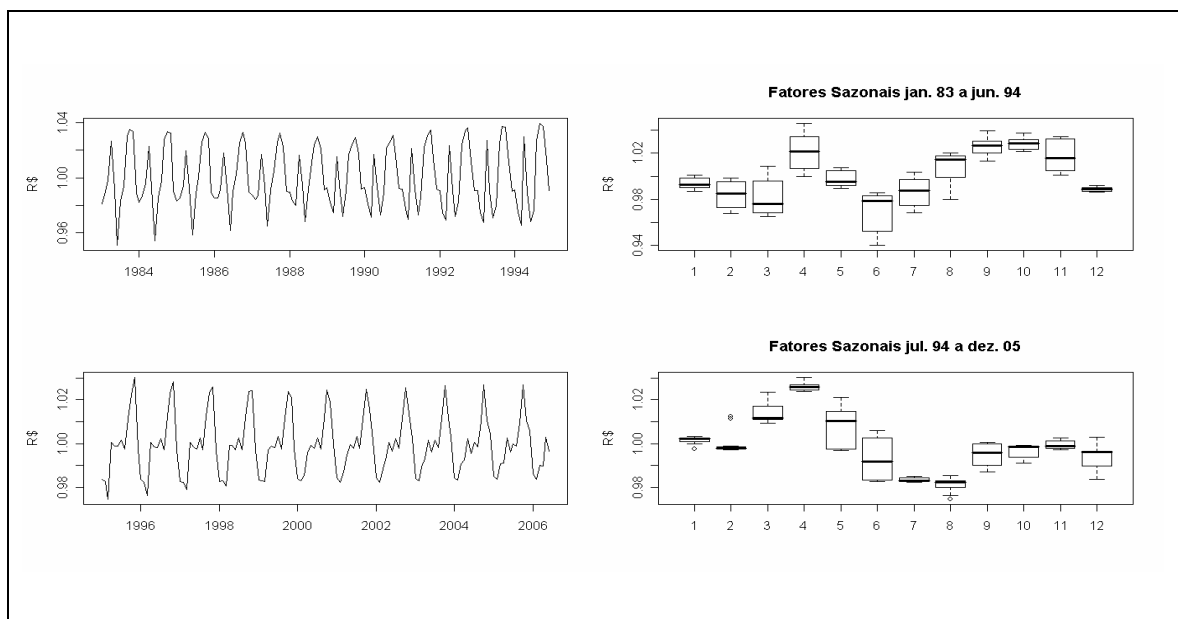 Fatores Sazonais jan. 83 a jun. 94
R$
0.96 1.00 1.04
1984 1986 1988 1990 1992 1994
R$
0.94 0.98 1.02
1 2 3 4 5 6 7 8 9 10 11 12
Fatores Sazonais jul. 94 a dez. 05
R$
0.98 1.00 1.02
1996 1998 2000 2002 2004 2006
R$
0.98 1.00 1.02
1 2 3 4 5 6 7 8 9 10 11 12